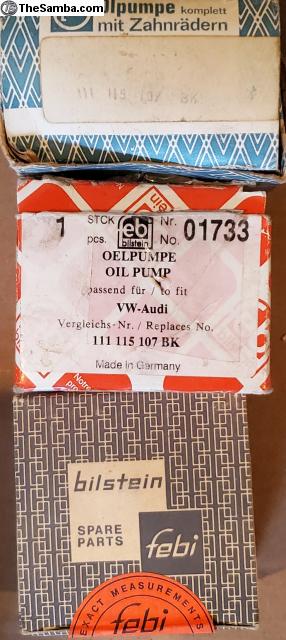 © TheSamba.com
Ölpumpe komplett
mit Zahnrädern
111 115 107 BK
1 STCK pcs. febi bilstein Nr. No. 01733
OELPUMPE
OIL PUMP
passend für / to fit
VW-Audi
Vergleichs-Nr. / Replaces No.
111 115 107 BK
Made in Germany
bilstein
SPARE
PARTS
febi
EXACT MEASUREMENTS
febi